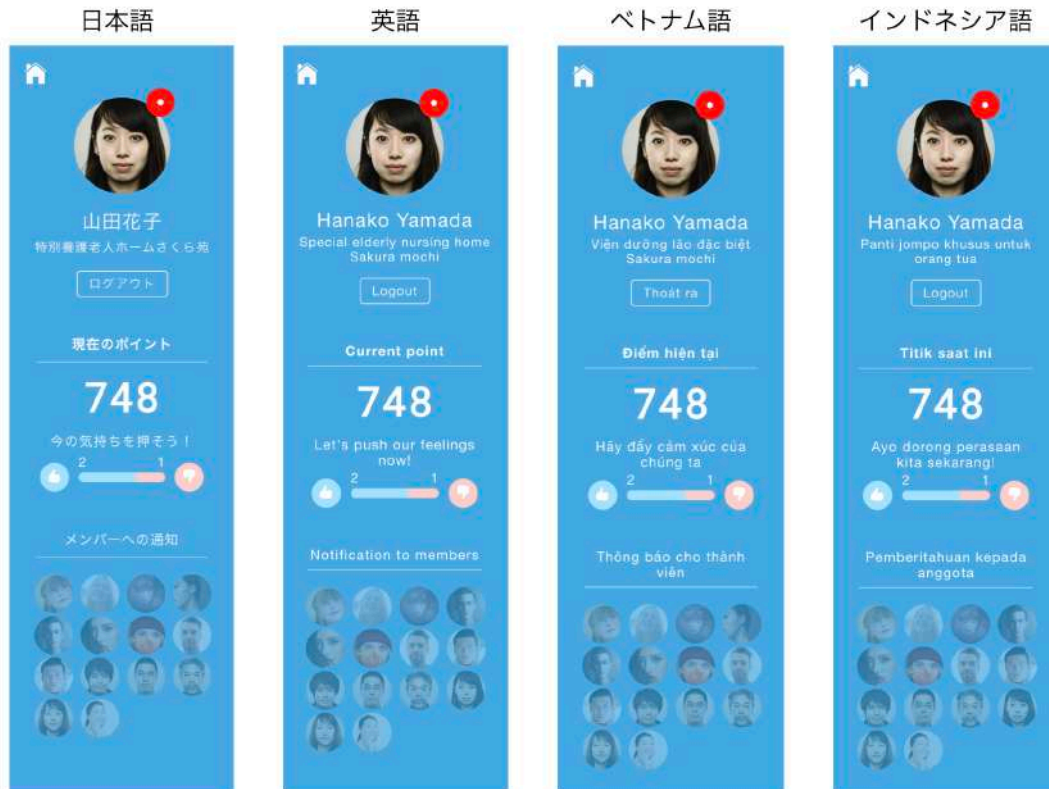 日本語
英語
ベトナム語
インドネシア語
山田花子
特別養護老人ホームさくら苑
ログアウト
現在のポイント
748
今の気持ちを押そう！
2 1
メンバーへの通知
Hanako Yamada
Special elderly nursing home
Sakura mochi
Logout
Current point
748
Let's push our feelings
now!
2 1
Notification to members
Hanako Yamada
Viện dưỡng lão đặc biệt
Sakura mochi
Thoát ra
Điểm hiện tại
748
Hãy đẩy cảm xúc của
chúng ta
2 1
Thông báo cho thành
viên
Hanako Yamada
Panti jompo khusus untuk
orang tua
Logout
Titik saat ini
748
Ayo dorong perasaan
kita sekarang!
2 1
Pemberitahuan kepada
anggota